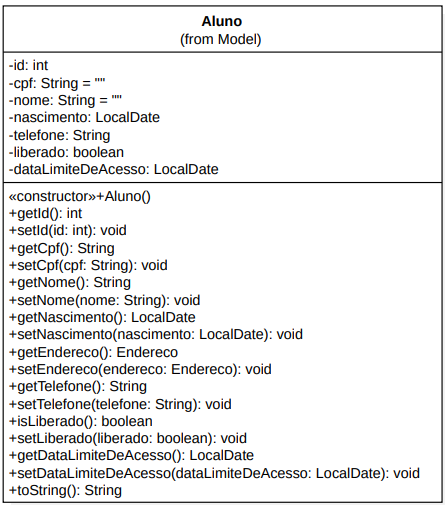 Aluno
(from Model)
-id: int
-cpf: String = ""
-nome: String = ""
-nascimento: LocalDate
-telefone: String
-liberado: boolean
-dataLimiteDeAcesso: LocalDate
«constructor»+Aluno()
+getId(): int
+setId(id: int): void
+getCpf(): String
+setCpf(cpf: String): void
+getNome(): String
+setNome(nome: String): void
+getNascimento(): LocalDate
+setNascimento(nascimento: LocalDate): void
+getEndereco(): Endereco
+setEndereco(endereco: Endereco): void
+getTelefone(): String
+setTelefone(telefone: String): void
+isLiberado(): boolean
+setLiberado(liberado: boolean): void
+getDataLimiteDeAcesso(): LocalDate
+setDataLimiteDeAcesso(dataLimiteDeAcesso: LocalDate): void
+toString(): String